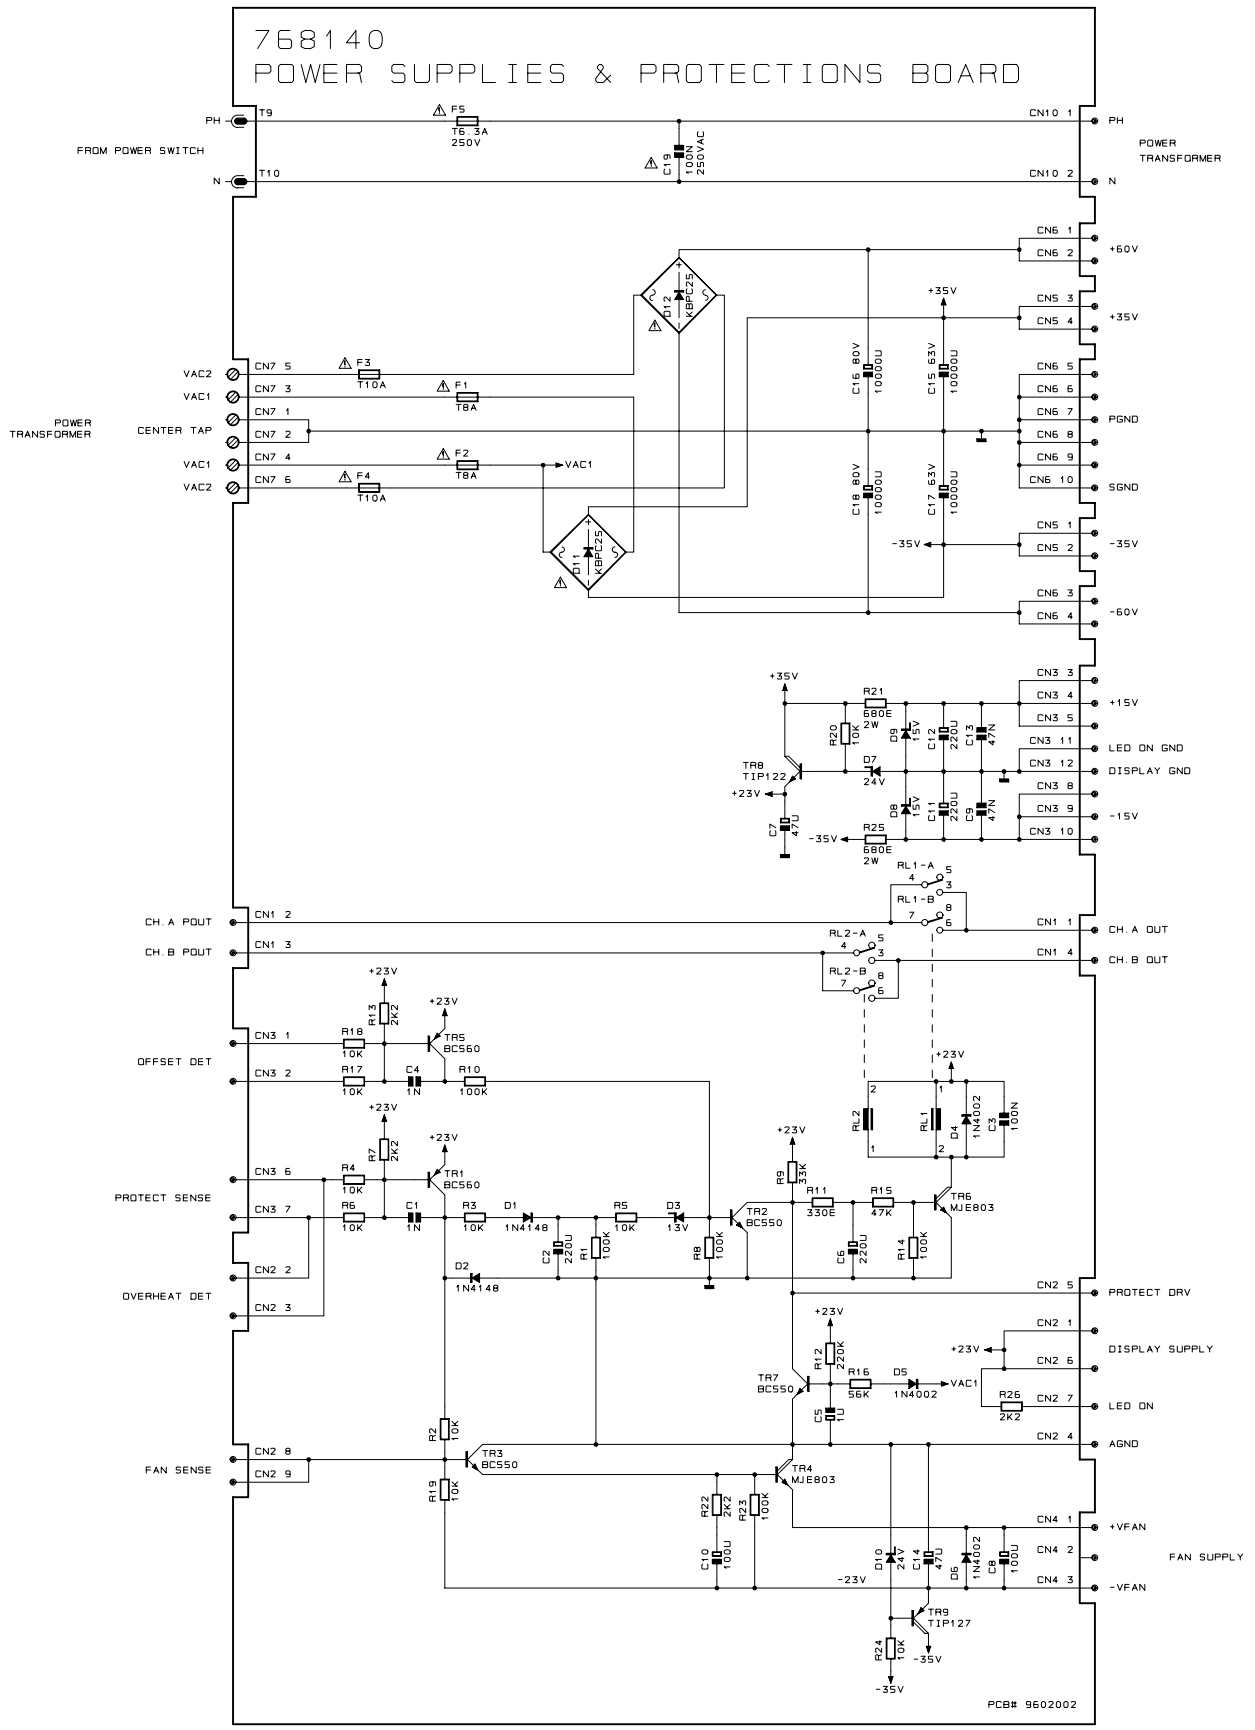 768140
POWER SUPPLIES & PROTECTIONS BOARD
PH
T9
F5
T6.3A
250V
C19
100N
250VAC
CN10 1
PH
FROM POWER SWITCH
POWER
TRANSFORMER
N
T10
CN10 2
N
CN6 1
CN6 2
+60V
D12
KBPC25
+35V
CN5 3
CN5 4
+35V
VAC2
CN7 5
F3
T10A
VAC1
CN7 3
F1
T8A
CN7 1
POWER
TRANSFORMER
CENTER TAP
CN7 2
VAC1
CN7 4
F2
T8A
VAC1
VAC2
CN7 6
F4
T10A
C16 80V
10000U
C15 63V
10000U
C18 80V
10000U
C17 63V
10000U
CN6 5
CN6 6
CN6 7
PGND
CN6 8
CN6 9
CN6 10
SGND
D11
KBPC25
-35V
CN5 1
CN5 2
-35V
CN6 3
CN6 4
-60V
+35V
R21
680E
2W
R20
10K
D9
15V
C12
220U
C13
47N
CN3 3
CN3 4
+15V
CN3 5
CN3 11
LED ON GND
TR8
TIP122
D7
24V
CN3 12
DISPLAY GND
+23V
C7
47U
D8
15V
C11
220U
C9
47N
CN3 8
CN3 9
-15V
CN3 10
-35V
R25
680E
2W
RL1-A
4
5
3
RL1-B
7
8
6
CH.A POUT
CN1 2
CN1 1
CH.A OUT
CH.B POUT
CN1 3
RL2-A
4
5
3
CN1 4
CH.B OUT
RL2-B
7
8
6
+23V
R13
2K2
+23V
CN3 1
R18
10K
TR5
BC560
OFFSET DET
CN3 2
R17
10K
C4
1N
R10
100K
+23V
2
RL2
1
1
RL1
2
D4
1N4002
C3
100N
+23V
R7
2K2
+23V
+23V
R9
33K
CN3 6
R4
10K
TR1
BC560
PROTECT SENSE
CN3 7
R6
10K
C1
1N
R3
10K
D1
1N4148
R5
10K
D3
13V
TR2
BC550
R11
330E
R15
47K
TR6
MJE803
C2
220U
R1
100K
R8
100K
C6
220U
R14
100K
CN2 2
D2
1N4148
OVERHEAT DET
CN2 3
CN2 5
PROTECT DRV
+23V
CN2 1
R12
220K
+23V
DISPLAY SUPPLY
CN2 6
TR7
BC550
R16
56K
D5
1N4002
VAC1
R26
2K2
CN2 7
LED ON
C5
1U
R2
10K
CN2 4
AGND
CN2 8
FAN SENSE
CN2 9
TR3
BC550
TR4
MJE803
R19
10K
R22
2K2
R23
100K
C10
100U
CN4 1
+VFAN
D10
24V
C14
47U
D6
1N4002
C8
100U
CN4 2
FAN SUPPLY
-23V
CN4 3
-VFAN
TR9
TIP127
R24
10K
-35V
-35V
PCB# 9602002